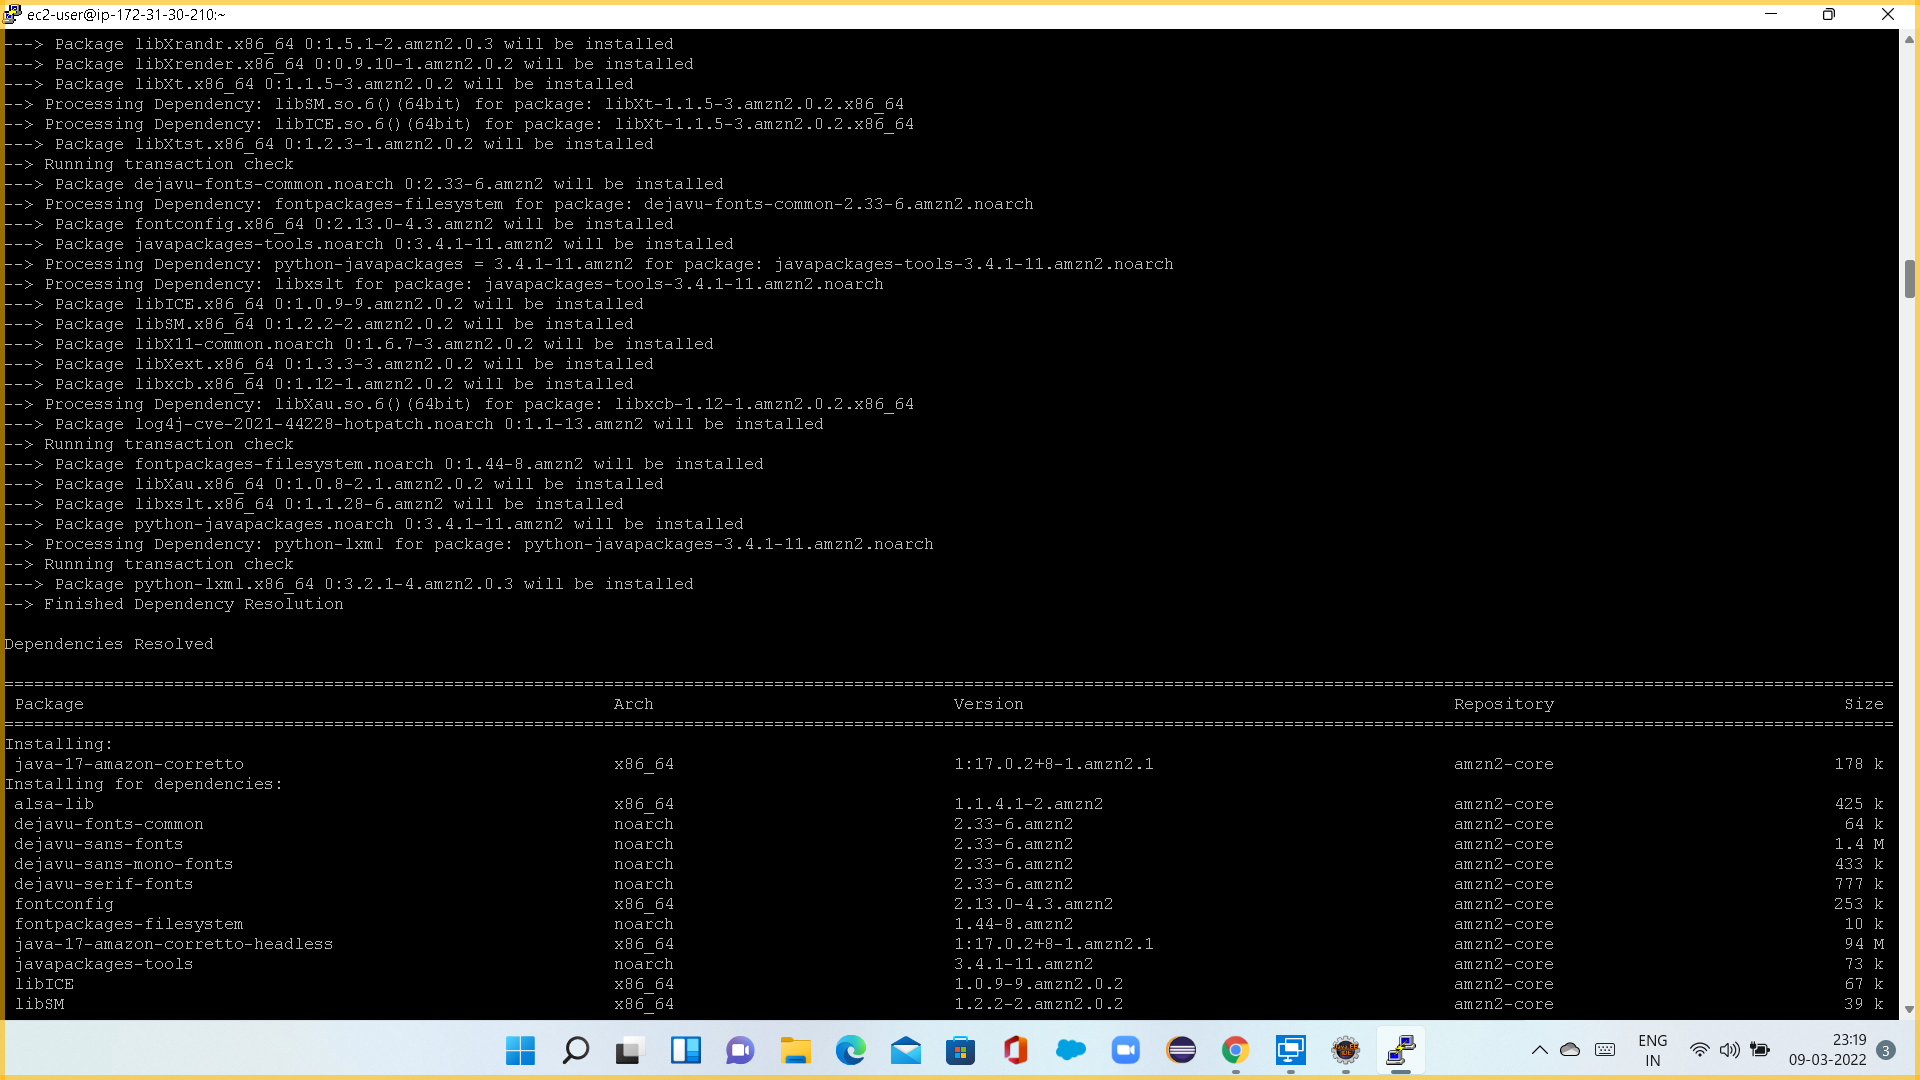 ec2-user@ip-172-31-30-210:~
---> Package libXrandr.x86_64 0:1.5.1-2.amzn2.0.3 will be installed
---> Package libXrender.x86_64 0:0.9.10-1.amzn2.0.2 will be installed
---> Package libXt.x86_64 0:1.1.5-3.amzn2.0.2 will be installed
--> Processing Dependency: libSM.so.6()(64bit) for package: libXt-1.1.5-3.amzn2.0.2.x86_64
--> Processing Dependency: libICE.so.6()(64bit) for package: libXt-1.1.5-3.amzn2.0.2.x86_64
---> Package libXtst.x86_64 0:1.2.3-1.amzn2.0.2 will be installed
--> Running transaction check
---> Package dejavu-fonts-common.noarch 0:2.33-6.amzn2 will be installed
--> Processing Dependency: fontpackages-filesystem for package: dejavu-fonts-common-2.33-6.amzn2.noarch
---> Package fontconfig.x86_64 0:2.13.0-4.3.amzn2 will be installed
---> Package javapackages-tools.noarch 0:3.4.1-11.amzn2 will be installed
--> Processing Dependency: python-javapackages = 3.4.1-11.amzn2 for package: javapackages-tools-3.4.1-11.amzn2.noarch
--> Processing Dependency: libxslt for package: javapackages-tools-3.4.1-11.amzn2.noarch
---> Package libICE.x86_64 0:1.0.9-9.amzn2.0.2 will be installed
---> Package libSM.x86_64 0:1.2.2-2.amzn2.0.2 will be installed
---> Package libX11-common.noarch 0:1.6.7-3.amzn2.0.2 will be installed
---> Package libXext.x86_64 0:1.3.3-3.amzn2.0.2 will be installed
---> Package libxcb.x86_64 0:1.12-1.amzn2.0.2 will be installed
--> Processing Dependency: libXau.so.6()(64bit) for package: libxcb-1.12-1.amzn2.0.2.x86_64
---> Package log4j-cve-2021-44228-hotpatch.noarch 0:1.1-13.amzn2 will be installed
--> Running transaction check
---> Package fontpackages-filesystem.noarch 0:1.44-8.amzn2 will be installed
---> Package libXau.x86_64 0:1.0.8-2.1.amzn2.0.2 will be installed
---> Package libxslt.x86_64 0:1.1.28-6.amzn2 will be installed
---> Package python-javapackages.noarch 0:3.4.1-11.amzn2 will be installed
--> Processing Dependency: python-lxml for package: python-javapackages-3.4.1-11.amzn2.noarch
--> Running transaction check
---> Package python-lxml.x86_64 0:3.2.1-4.amzn2.0.3 will be installed
--> Finished Dependency Resolution
Dependencies Resolved
Package Arch Version Repository Size
Installing:
java-17-amazon-corretto x86_64 1:17.0.2+8-1.amzn2.1 amzn2-core 178 k
Installing for dependencies:
alsa-lib x86_64 1.1.4.1-2.amzn2 amzn2-core 425 k
dejavu-fonts-common noarch 2.33-6.amzn2 amzn2-core 64 k
dejavu-sans-fonts noarch 2.33-6.amzn2 amzn2-core 1.4 M
dejavu-sans-mono-fonts noarch 2.33-6.amzn2 amzn2-core 433 k
dejavu-serif-fonts noarch 2.33-6.amzn2 amzn2-core 777 k
fontconfig x86_64 2.13.0-4.3.amzn2 amzn2-core 253 k
fontpackages-filesystem noarch 1.44-8.amzn2 amzn2-core 10 k
java-17-amazon-corretto-headless x86_64 1:17.0.2+8-1.amzn2.1 amzn2-core 94 M
javapackages-tools noarch 3.4.1-11.amzn2 amzn2-core 73 k
libICE x86_64 1.0.9-9.amzn2.0.2 amzn2-core 67 k
libSM x86_64 1.2.2-2.amzn2.0.2 amzn2-core 39 k
ENG
IN
23:19
09-03-2022
3